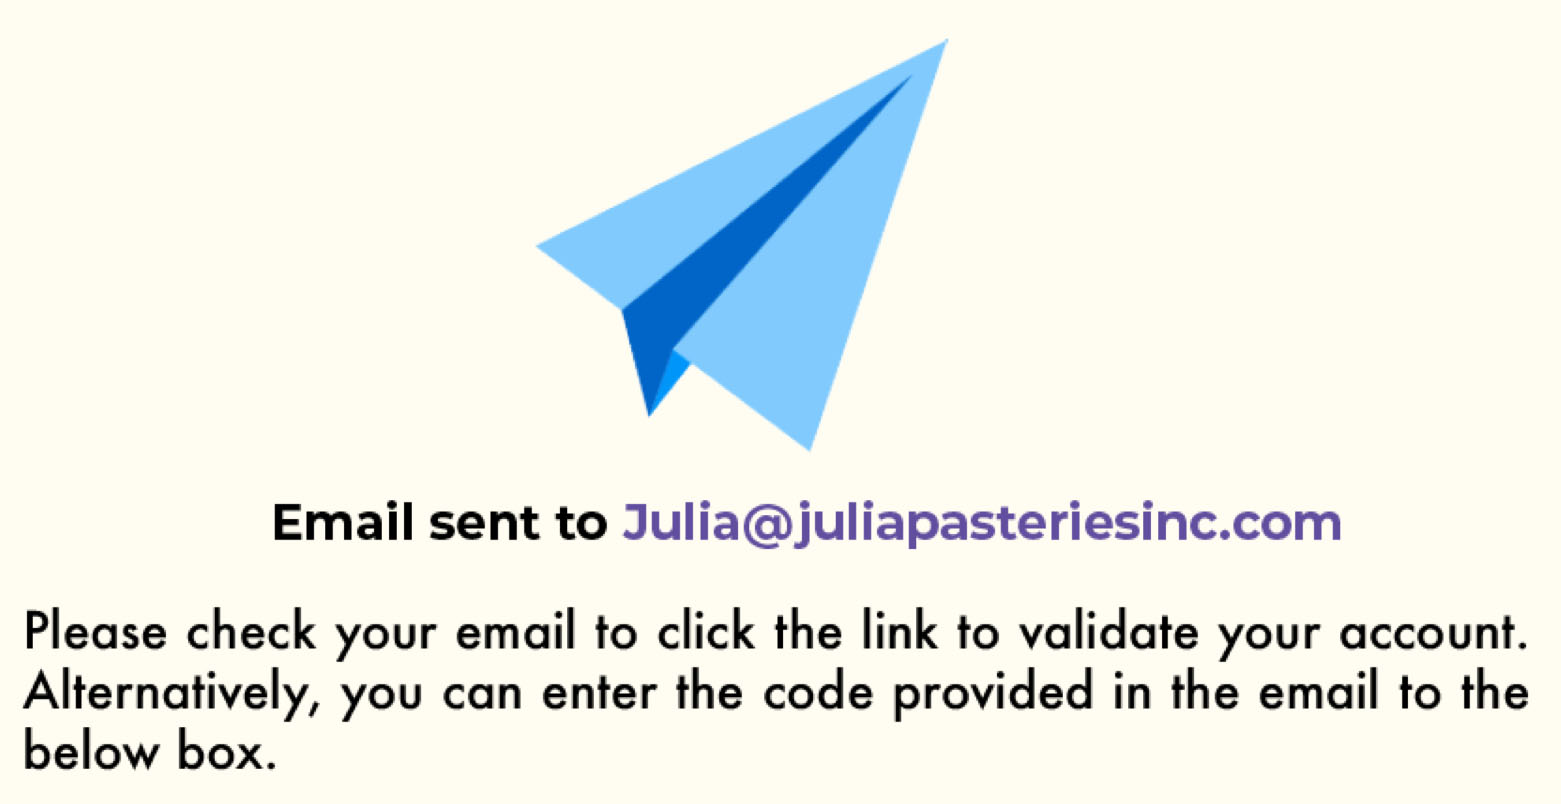 Email sent to Julia@juliapasteriesinc.com
Please check your email to click the link to validate your account.
Alternatively, you can enter the code provided in the email to the
below box.